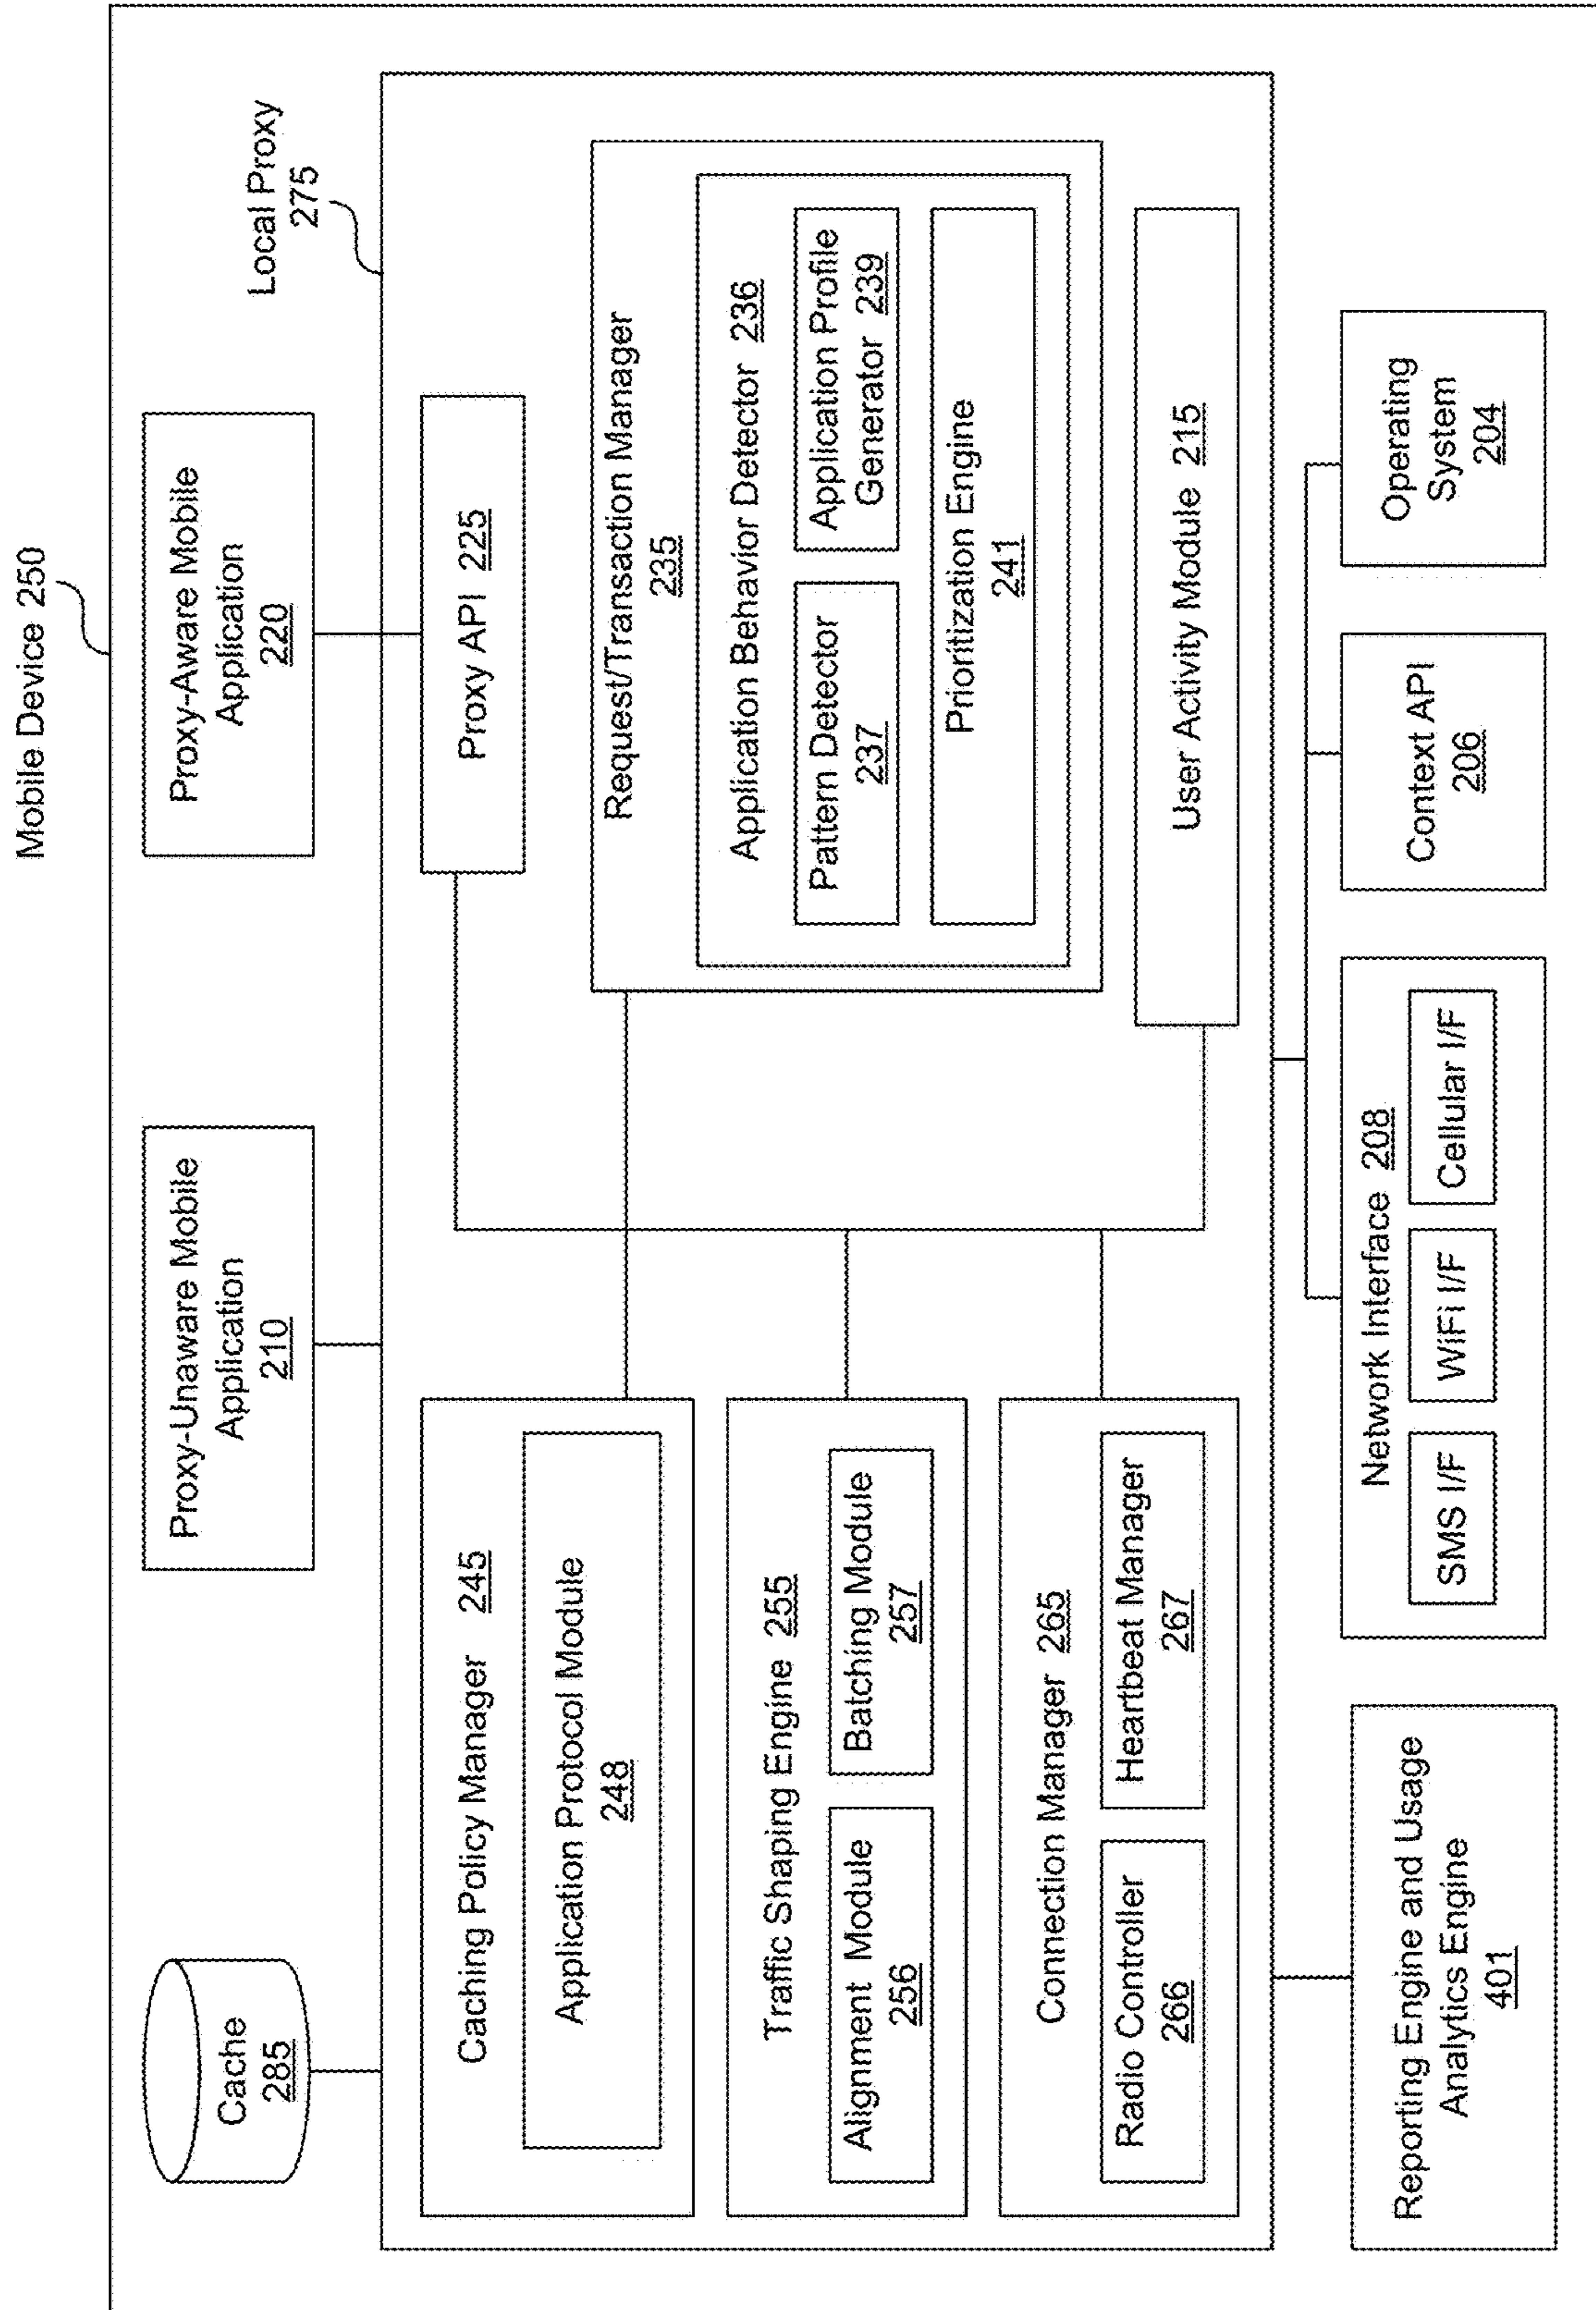 Mobile Device 250
Cache
285
Proxy-Unaware Mobile
Application
210
Proxy-Aware Mobile
Application
220
Local Proxy
275
Caching Policy Manager 245
Application Protocol Module
248
Traffic Shaping Engine 255
Alignment Module
256
Batching Module
257
Connection Manager 265
Radio Controller
266
Heartbeat Manager
267
Proxy API 225
Request/Transaction Manager
235
Application Behavior Detector 236
Pattern Detector
237
Application Profile
Generator 239
Prioritization Engine
241
User Activity Module 215
Reporting Engine and Usage
Analytics Engine
401
Network Interface 208
SMS I/F
WiFi I/F
Cellular I/F
Context API
206
Operating
System
204